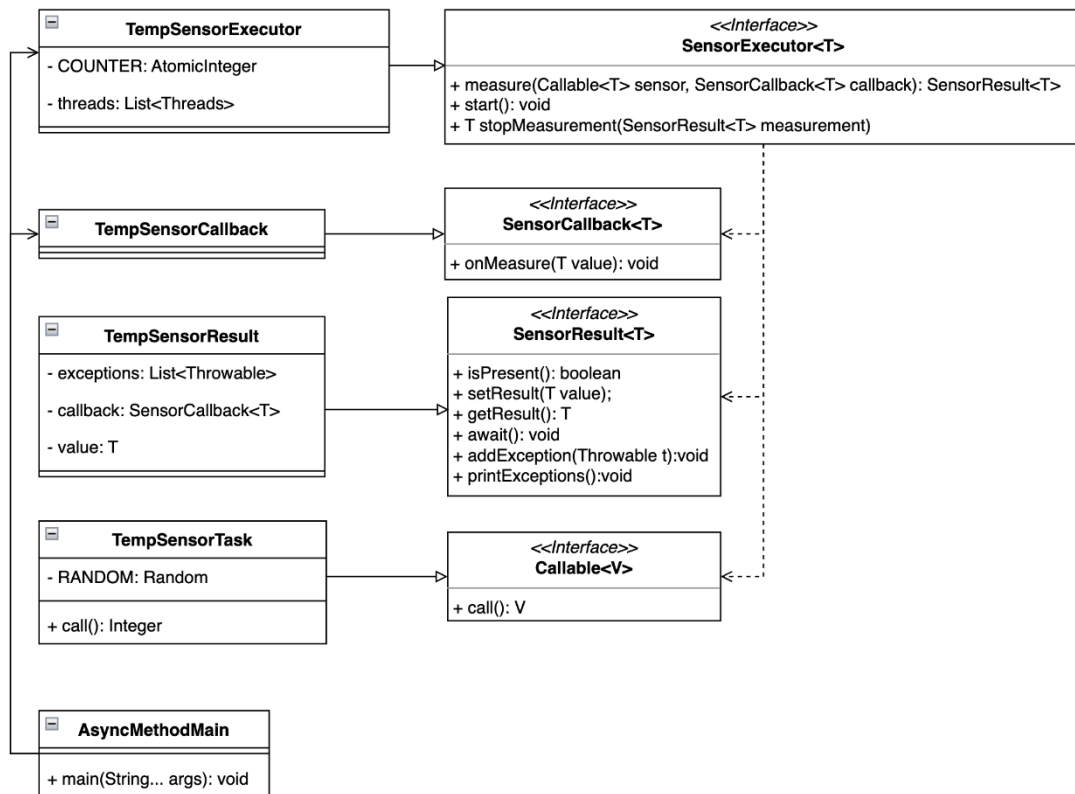 TempSensorExecutor
- COUNTER: AtomicInteger
- threads: List<Threads>
<<Interface>>
SensorExecutor<T>
+ measure(Callable<T> sensor, SensorCallback<T> callback): SensorResult<T>
+ start(): void
+ T stopMeasurement(SensorResult<T> measurement)
TempSensorCallback
<<Interface>>
SensorCallback<T>
+ onMeasure(T value): void
TempSensorResult
- exceptions: List<Throwable>
- callback: SensorCallback<T>
- value: T
<<Interface>>
SensorResult<T>
+ isPresent(): boolean
+ setResult(T value);
+ getResult(): T
+ await(): void
+ addException(Throwable t):void
+ printExceptions():void
TempSensorTask
- RANDOM: Random
+ call(): Integer
<<Interface>>
Callable<V>
+ call(): V
AsyncMethodMain
+ main(String... args): void